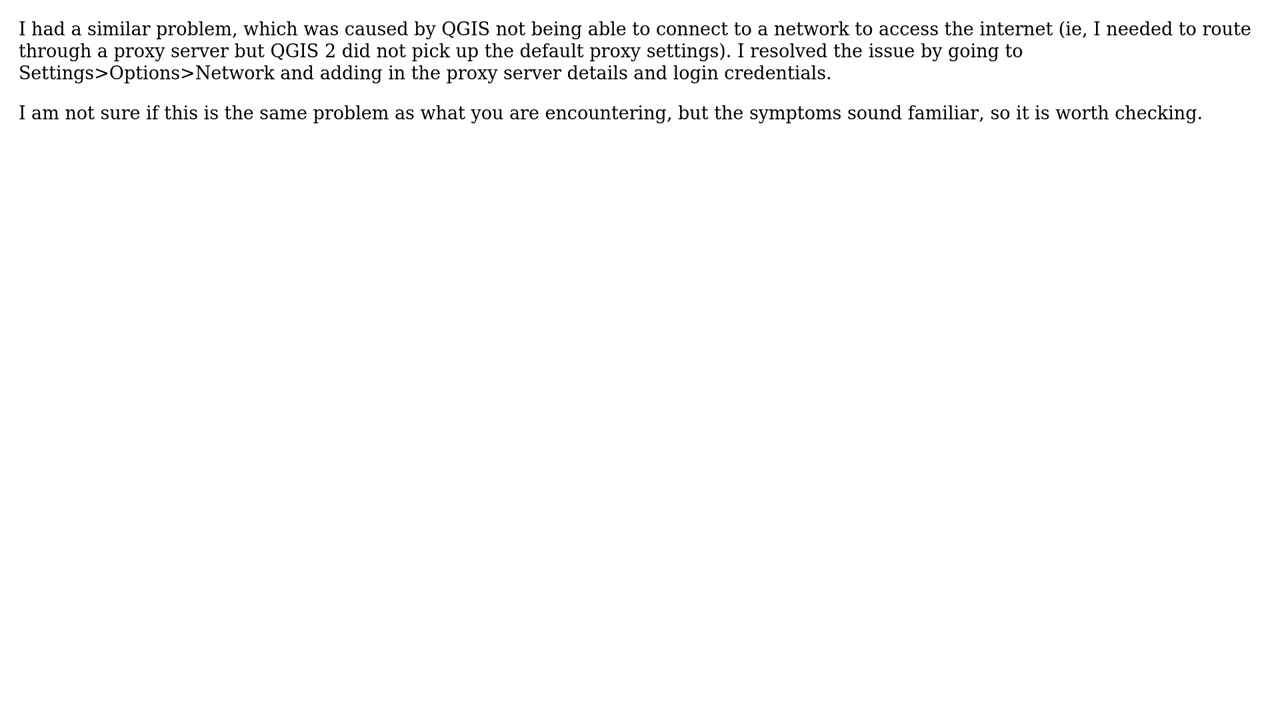 I had a similar problem, which was caused by QGIS not being able to connect to a network to access the internet (ie, I needed to route
through a proxy server but QGIS 2 did not pick up the default proxy settings). I resolved the issue by going to
Settings>Options>Network and adding in the proxy server details and login credentials.
I am not sure if this is the same problem as what you are encountering, but the symptoms sound familiar, so it is worth checking.